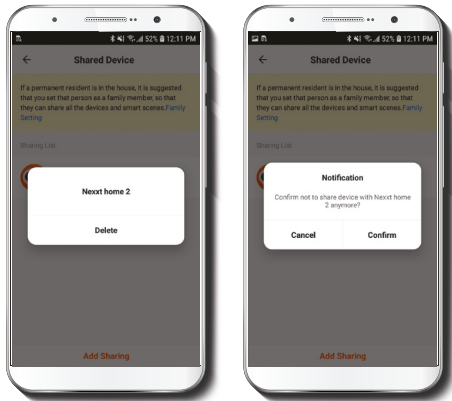 52% 12:11 PM
Shared Device
If a permanent resident is in the house, it is suggested
that you set that person as a family member, so that
they can share all the devices and smart scenes.Family
Setting
Sharing List
Nexxt home 2
Delete
Add Sharing
52% 12:11 PM
Shared Device
If a permanent resident is in the house, it is suggested
that you set that person as a family member, so that
they can share all the devices and smart scenes.Family
Setting
Sharing List
Notification
Confirm not to share device with Nexxt home
2 anymore?
Cancel Confirm
Add Sharing